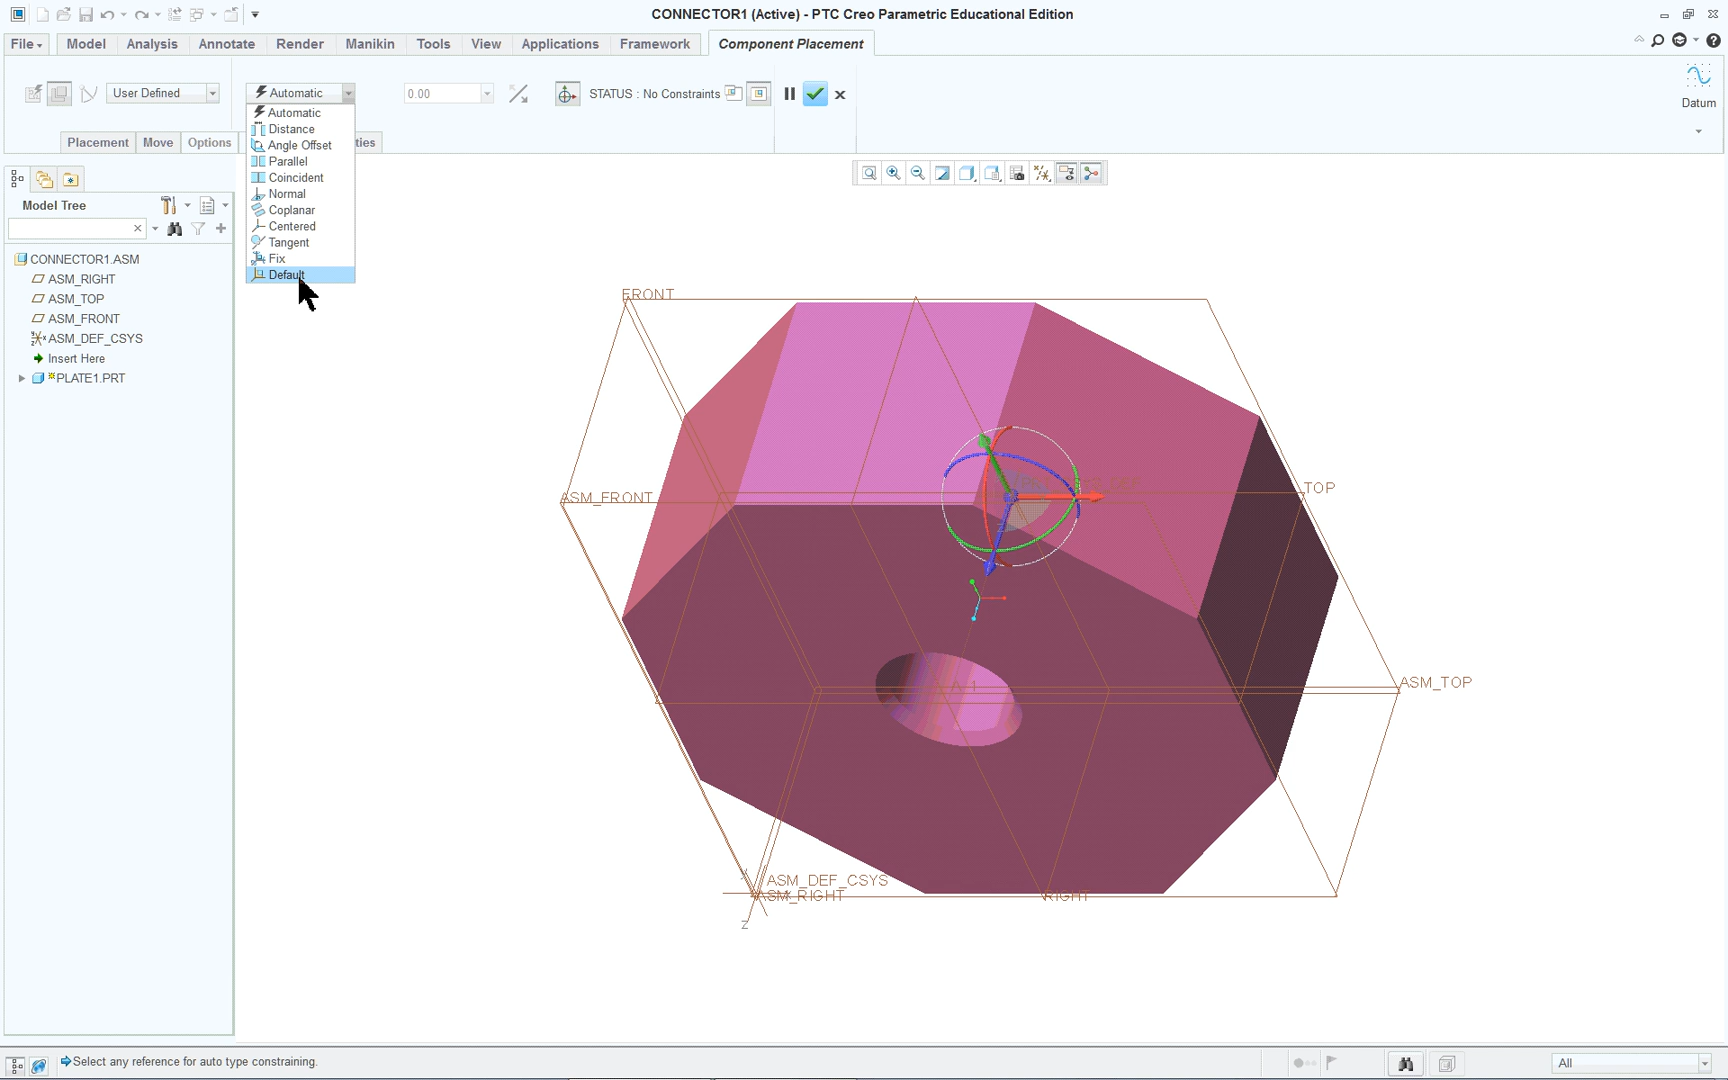 CONNECTOR1 (Active) - PTC Creo Parametric Educational Edition
File
Model
Analysis
Annotate
Render
Manikin
Tools
View
Applications
Framework
Component Placement
User Defined
Automatic
0.00
STATUS : No Constraints
Datum
Automatic
Distance
Angle Offset
Parallel
Coincident
Normal
Coplanar
Centered
Tangent
Fix
Default
Placement
Move
Options
ties
Model Tree
CONNECTOR1.ASM
ASM_RIGHT
ASM_TOP
ASM_FRONT
ASM_DEF_CSYS
Insert Here
PLATE1.PRT
FRONT
ASM_FRONT
TOP
ASM_TOP
A-1
ASM_DEF_CSYS
ASM_RIGHT
RIGHT
Z
Select any reference for auto type constraining.
All